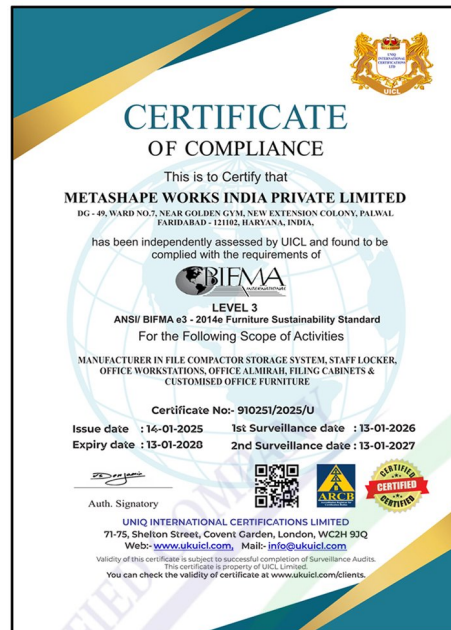 UNIQ
INTERNATIONAL
CERTIFICATIONS
LTD
UICL
CERTIFICATE
OF COMPLIANCE
This is to Certify that
METASHAPE WORKS INDIA PRIVATE LIMITED
DG - 49, WARD NO.7, NEAR GOLDEN GYM, NEW EXTENSION COLONY, PALWAL
FARIDABAD - 121102, HARYANA, INDIA,
has been independently assessed by UICL and found to be
complied with the requirements of
BIFMA
INTERNATIONAL
LEVEL 3
ANSI/ BIFMA e3 - 2014e Furniture Sustainability Standard
For the Following Scope of Activities
MANUFACTURER IN FILE COMPACTOR STORAGE SYSTEM, STAFF LOCKER,
OFFICE WORKSTATIONS, OFFICE ALMIRAH, FILING CABINETS &
CUSTOMISED OFFICE FURNITURE
Certificate No:- 910251/2025/U
Issue date : 14-01-2025 1st Surveillance date : 13-01-2026
Expiry date : 13-01-2028 2nd Surveillance date : 13-01-2027
Auth. Signatory
ARCB
CERTIFIED
CERTIFIED
CERTIFIED
UNIQ INTERNATIONAL CERTIFICATIONS LIMITED
71-75, Shelton Street, Covent Garden, London, WC2H 9JQ
Web:- www.ukuicl.com, Mail:- info@ukuicl.com
Validity of this certificate is subject to successful completion of Surveillance Audits.
This certificate is property of UICL Limited.
You can check the validity of certificate at www.ukuicl.com/clients.